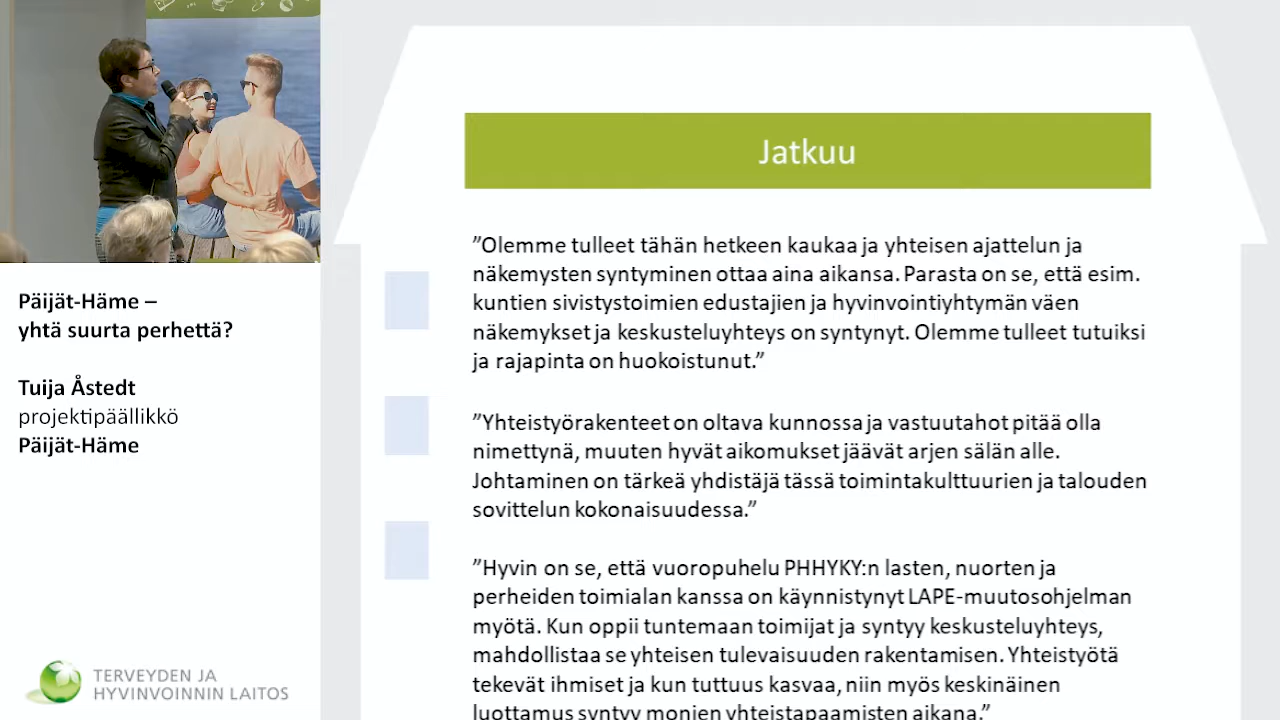 Päijät-Häme –
yhtä suurta perhettä?
Tuija Åstedt
projektipäällikkö
Päijät-Häme
TERVEYDEN JA
HYVINVOINNIN LAITOS
Jatkuu
”Olemme tulleet tähän hetkeen kaukaa ja yhteisen ajattelun ja
näkemysten syntyminen ottaa aina aikansa. Parasta on se, että esim.
kuntien sivistystoimien edustajien ja hyvinvointiyhtymän väen
näkemykset ja keskusteluyhteys on syntynyt. Olemme tulleet tutuiksi
ja rajapinta on huokoistunut.”
”Yhteistyörakenteet on oltava kunnossa ja vastuutahot pitää olla
nimettynä, muuten hyvät aikomukset jäävät arjen sälän alle.
Johtaminen on tärkeä yhdistäjä tässä toimintakulttuurien ja talouden
sovittelun kokonaisuudessa.”
”Hyvin on se, että vuoropuhelu PHHYKY:n lasten, nuorten ja
perheiden toimialan kanssa on käynnistynyt LAPE-muutosohjelman
myötä. Kun oppii tuntemaan toimijat ja syntyy keskusteluyhteys,
mahdollistaa se yhteisen tulevaisuuden rakentamisen. Yhteistyötä
tekevät ihmiset ja kun tuttuus kasvaa, niin myös keskinäinen
luottamus syntyy monien yhteistapaamisten aikana.”